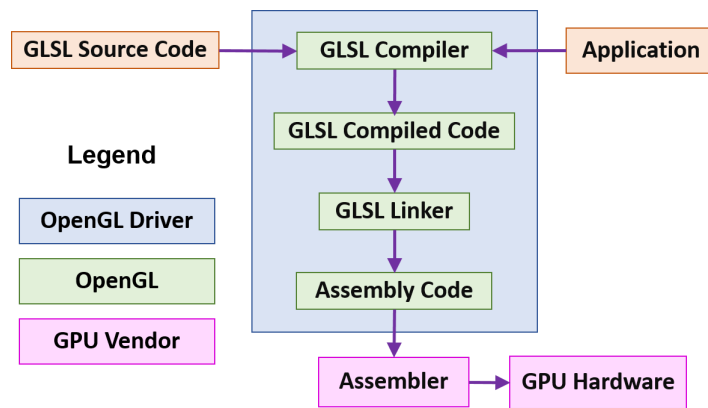 GLSL Source Code
GLSL Compiler
Application
GLSL Compiled Code
Legend
GLSL Linker
OpenGL Driver
OpenGL
Assembly Code
GPU Vendor
Assembler
GPU Hardware